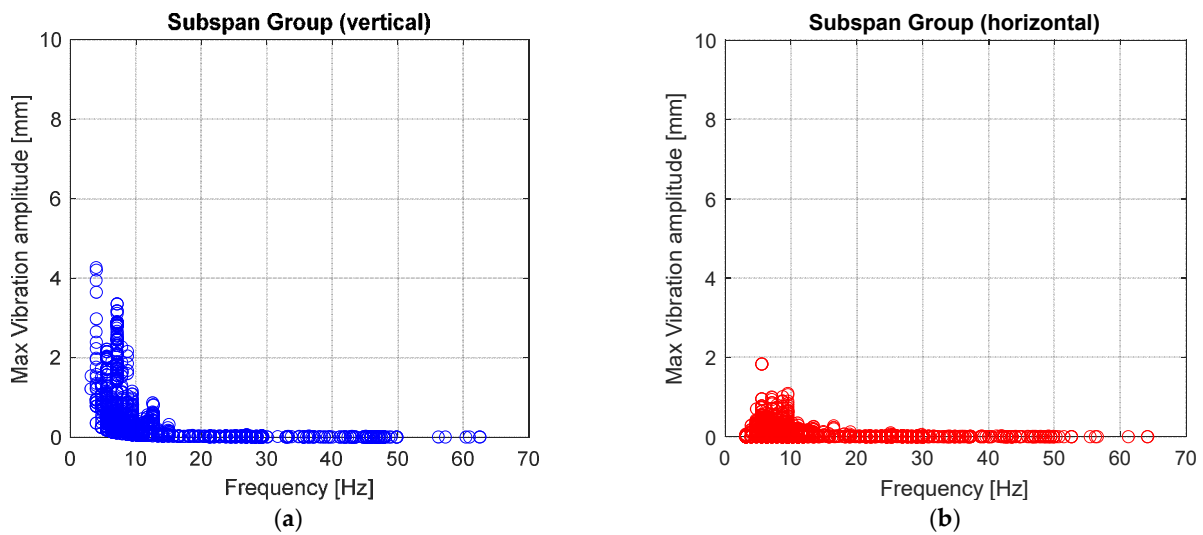 Subspan Group (vertical)
10
8
6
4
2
0
0 10 20 30 40 50 60 70
Max Vibration amplitude [mm]
Frequency [Hz]
(a)
Subspan Group (horizontal)
10
8
6
4
2
0
0 10 20 30 40 50 60 70
Max Vibration amplitude [mm]
Frequency [Hz]
(b)